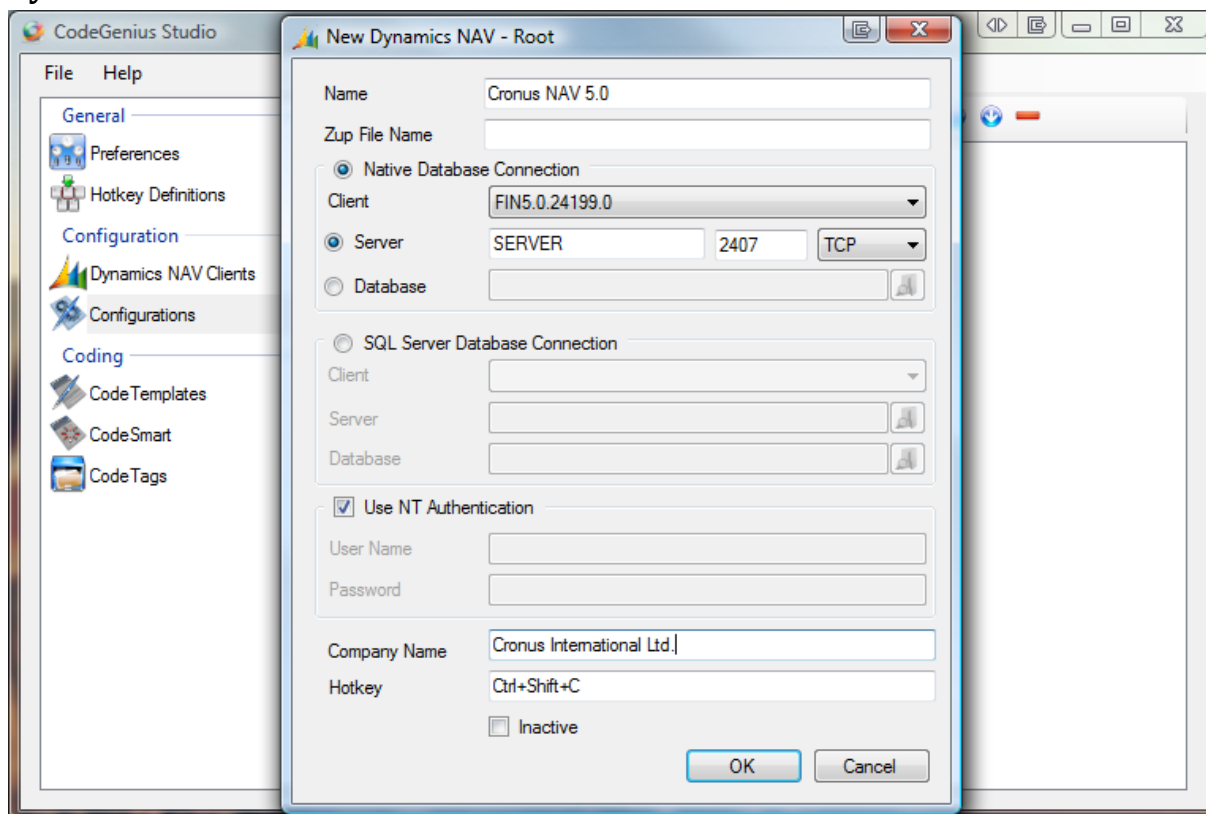 CodeGenius Studio
New Dynamics NAV - Root
File Help
General
Preferences
Hotkey Definitions
Configuration
Dynamics NAV Clients
Configurations
Coding
CodeTemplates
CodeSmart
CodeTags
Name Cronus NAV 5.0
Zup File Name
Native Database Connection
Client FIN5.0.24199.0
Server SERVER 2407 TCP
Database
SQL Server Database Connection
Client
Server
Database
Use NT Authentication
User Name
Password
Company Name Cronus International Ltd.
Hotkey Ctrl+Shift+C
Inactive
OK Cancel